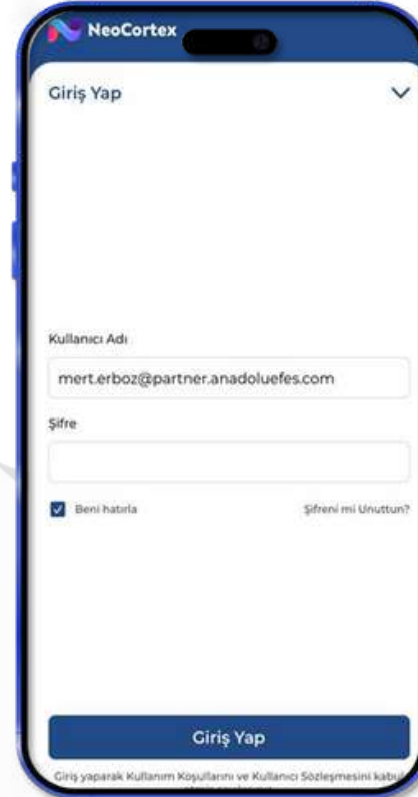 NeoCortex
Giriş Yap
Kullanıcı Adı
mert.erboz@partner.anadoluefes.com
Şifre
Beni hatırla
Şifreni mi Unuttun?
Giriş Yap
Giriş yaparak Kullanım Koşullarını ve Kullanıcı Sözleşmesini kabul